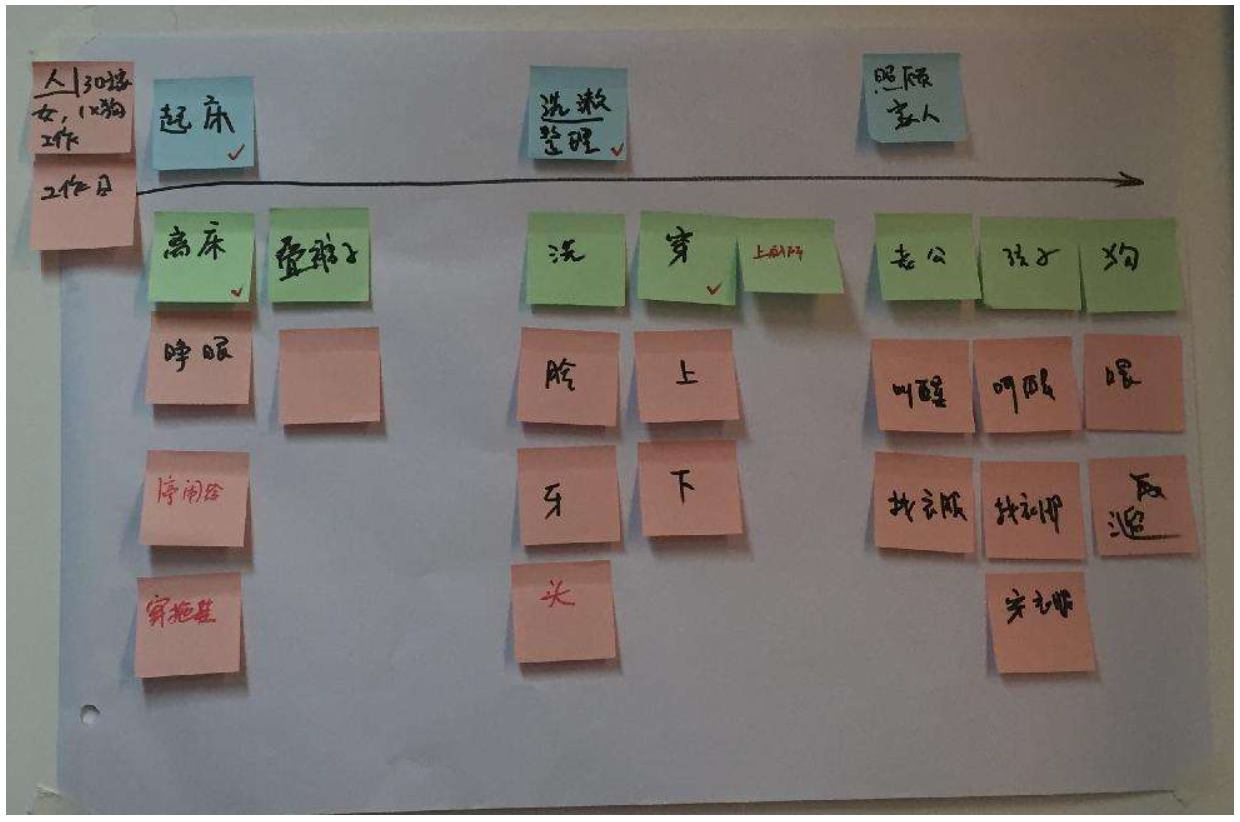 人|30岁
女，1×狗
工作
工作日
起床
洗漱
整理
照顾
家人
离床
叠被子
洗
穿
上厕所
老公
孩子
狗
睁眼
脸
上
叫醒
叫醒
喂
停闹铃
牙
下
找衣服
找衣服
遛
穿拖鞋
头
穿衣服